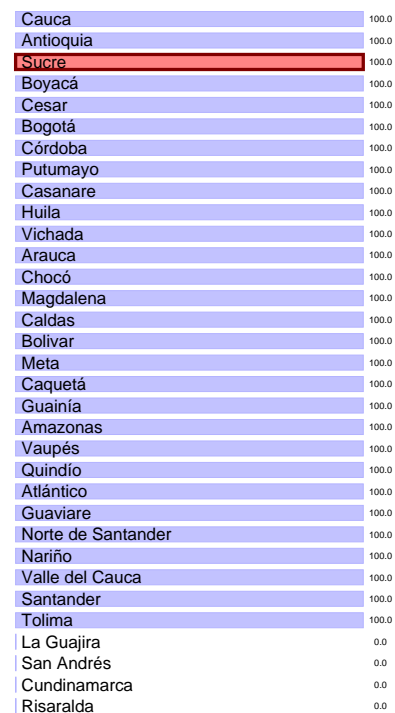 Cauca 100.0
Antioquia 100.0
Sucre 100.0
Boyacá 100.0
Cesar 100.0
Bogotá 100.0
Córdoba 100.0
Putumayo 100.0
Casanare 100.0
Huila 100.0
Vichada 100.0
Arauca 100.0
Chocó 100.0
Magdalena 100.0
Caldas 100.0
Bolivar 100.0
Meta 100.0
Caquetá 100.0
Guainía 100.0
Amazonas 100.0
Vaupés 100.0
Quindío 100.0
Atlántico 100.0
Guaviare 100.0
Norte de Santander 100.0
Nariño 100.0
Valle del Cauca 100.0
Santander 100.0
Tolima 100.0
La Guajira 0.0
San Andrés 0.0
Cundinamarca 0.0
Risaralda 0.0